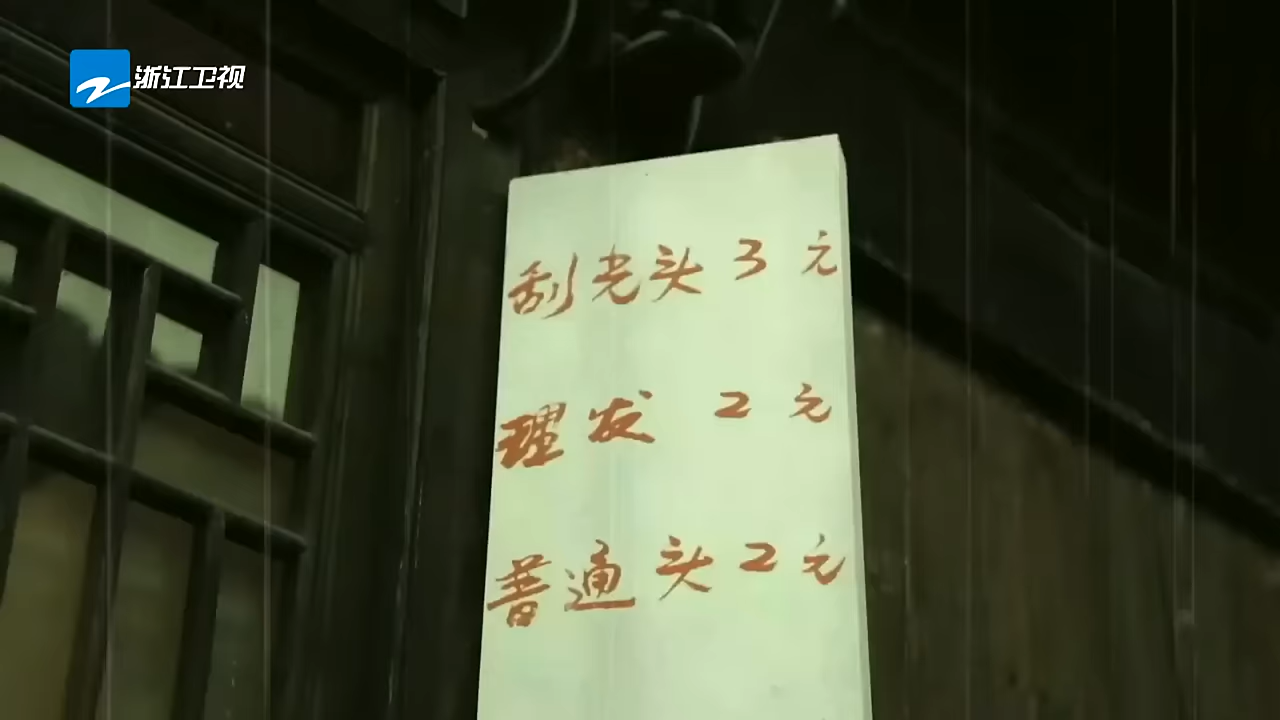 浙江卫视
刮光头 3 元
理发 2 元
普通头 2 元